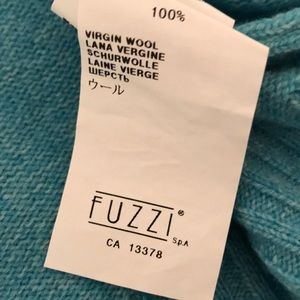 100%
VIRGIN WOOL
LANA VERGINE
SCHURWOLLE
LAINE VIERGE
ШЕРСТЬ
ウール
FUZZI® SpA
CA 13378